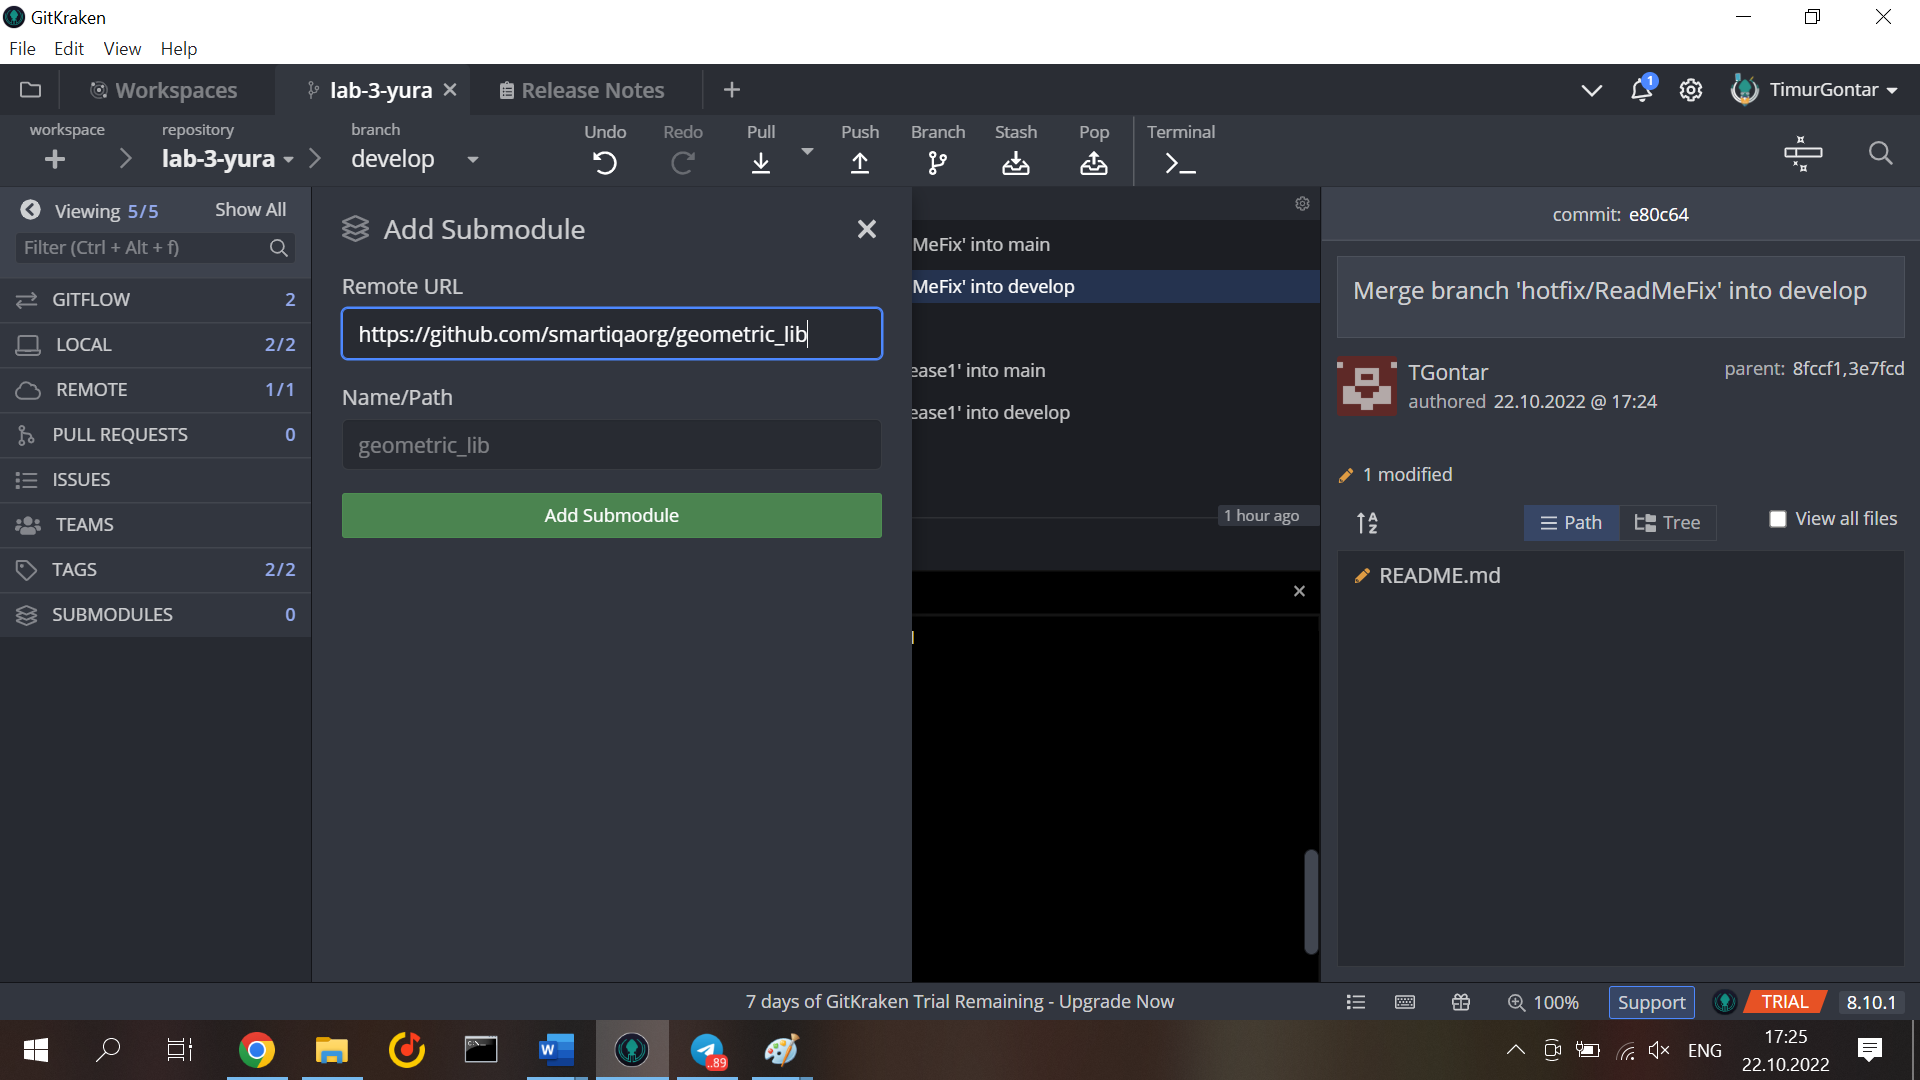 GitKraken
File Edit View Help
Workspaces
lab-3-yura
Release Notes
1
TimurGontar
workspace
repository
lab-3-yura
branch
develop
Undo
Redo
Pull
Push
Branch
Stash
Pop
Terminal
Viewing 5/5
Show All
Filter (Ctrl + Alt + f)
GITFLOW 2
LOCAL 2/2
REMOTE 1/1
PULL REQUESTS 0
ISSUES
TEAMS
TAGS 2/2
SUBMODULES 0
Add Submodule
Remote URL
https://github.com/smartiqaorg/geometric_lib
Name/Path
geometric_lib
Add Submodule
MeFix' into main
MeFix' into develop
ease1' into main
ease1' into develop
1 hour ago
commit: e80c64
Merge branch 'hotfix/ReadMeFix' into develop
TGontar
authored 22.10.2022 @ 17:24
parent: 8fccf1,3e7fcd
1 modified
A
Z
Path
Tree
View all files
README.md
7 days of GitKraken Trial Remaining - Upgrade Now
100%
Support
TRIAL
8.10.1
..89
ENG
17:25
22.10.2022